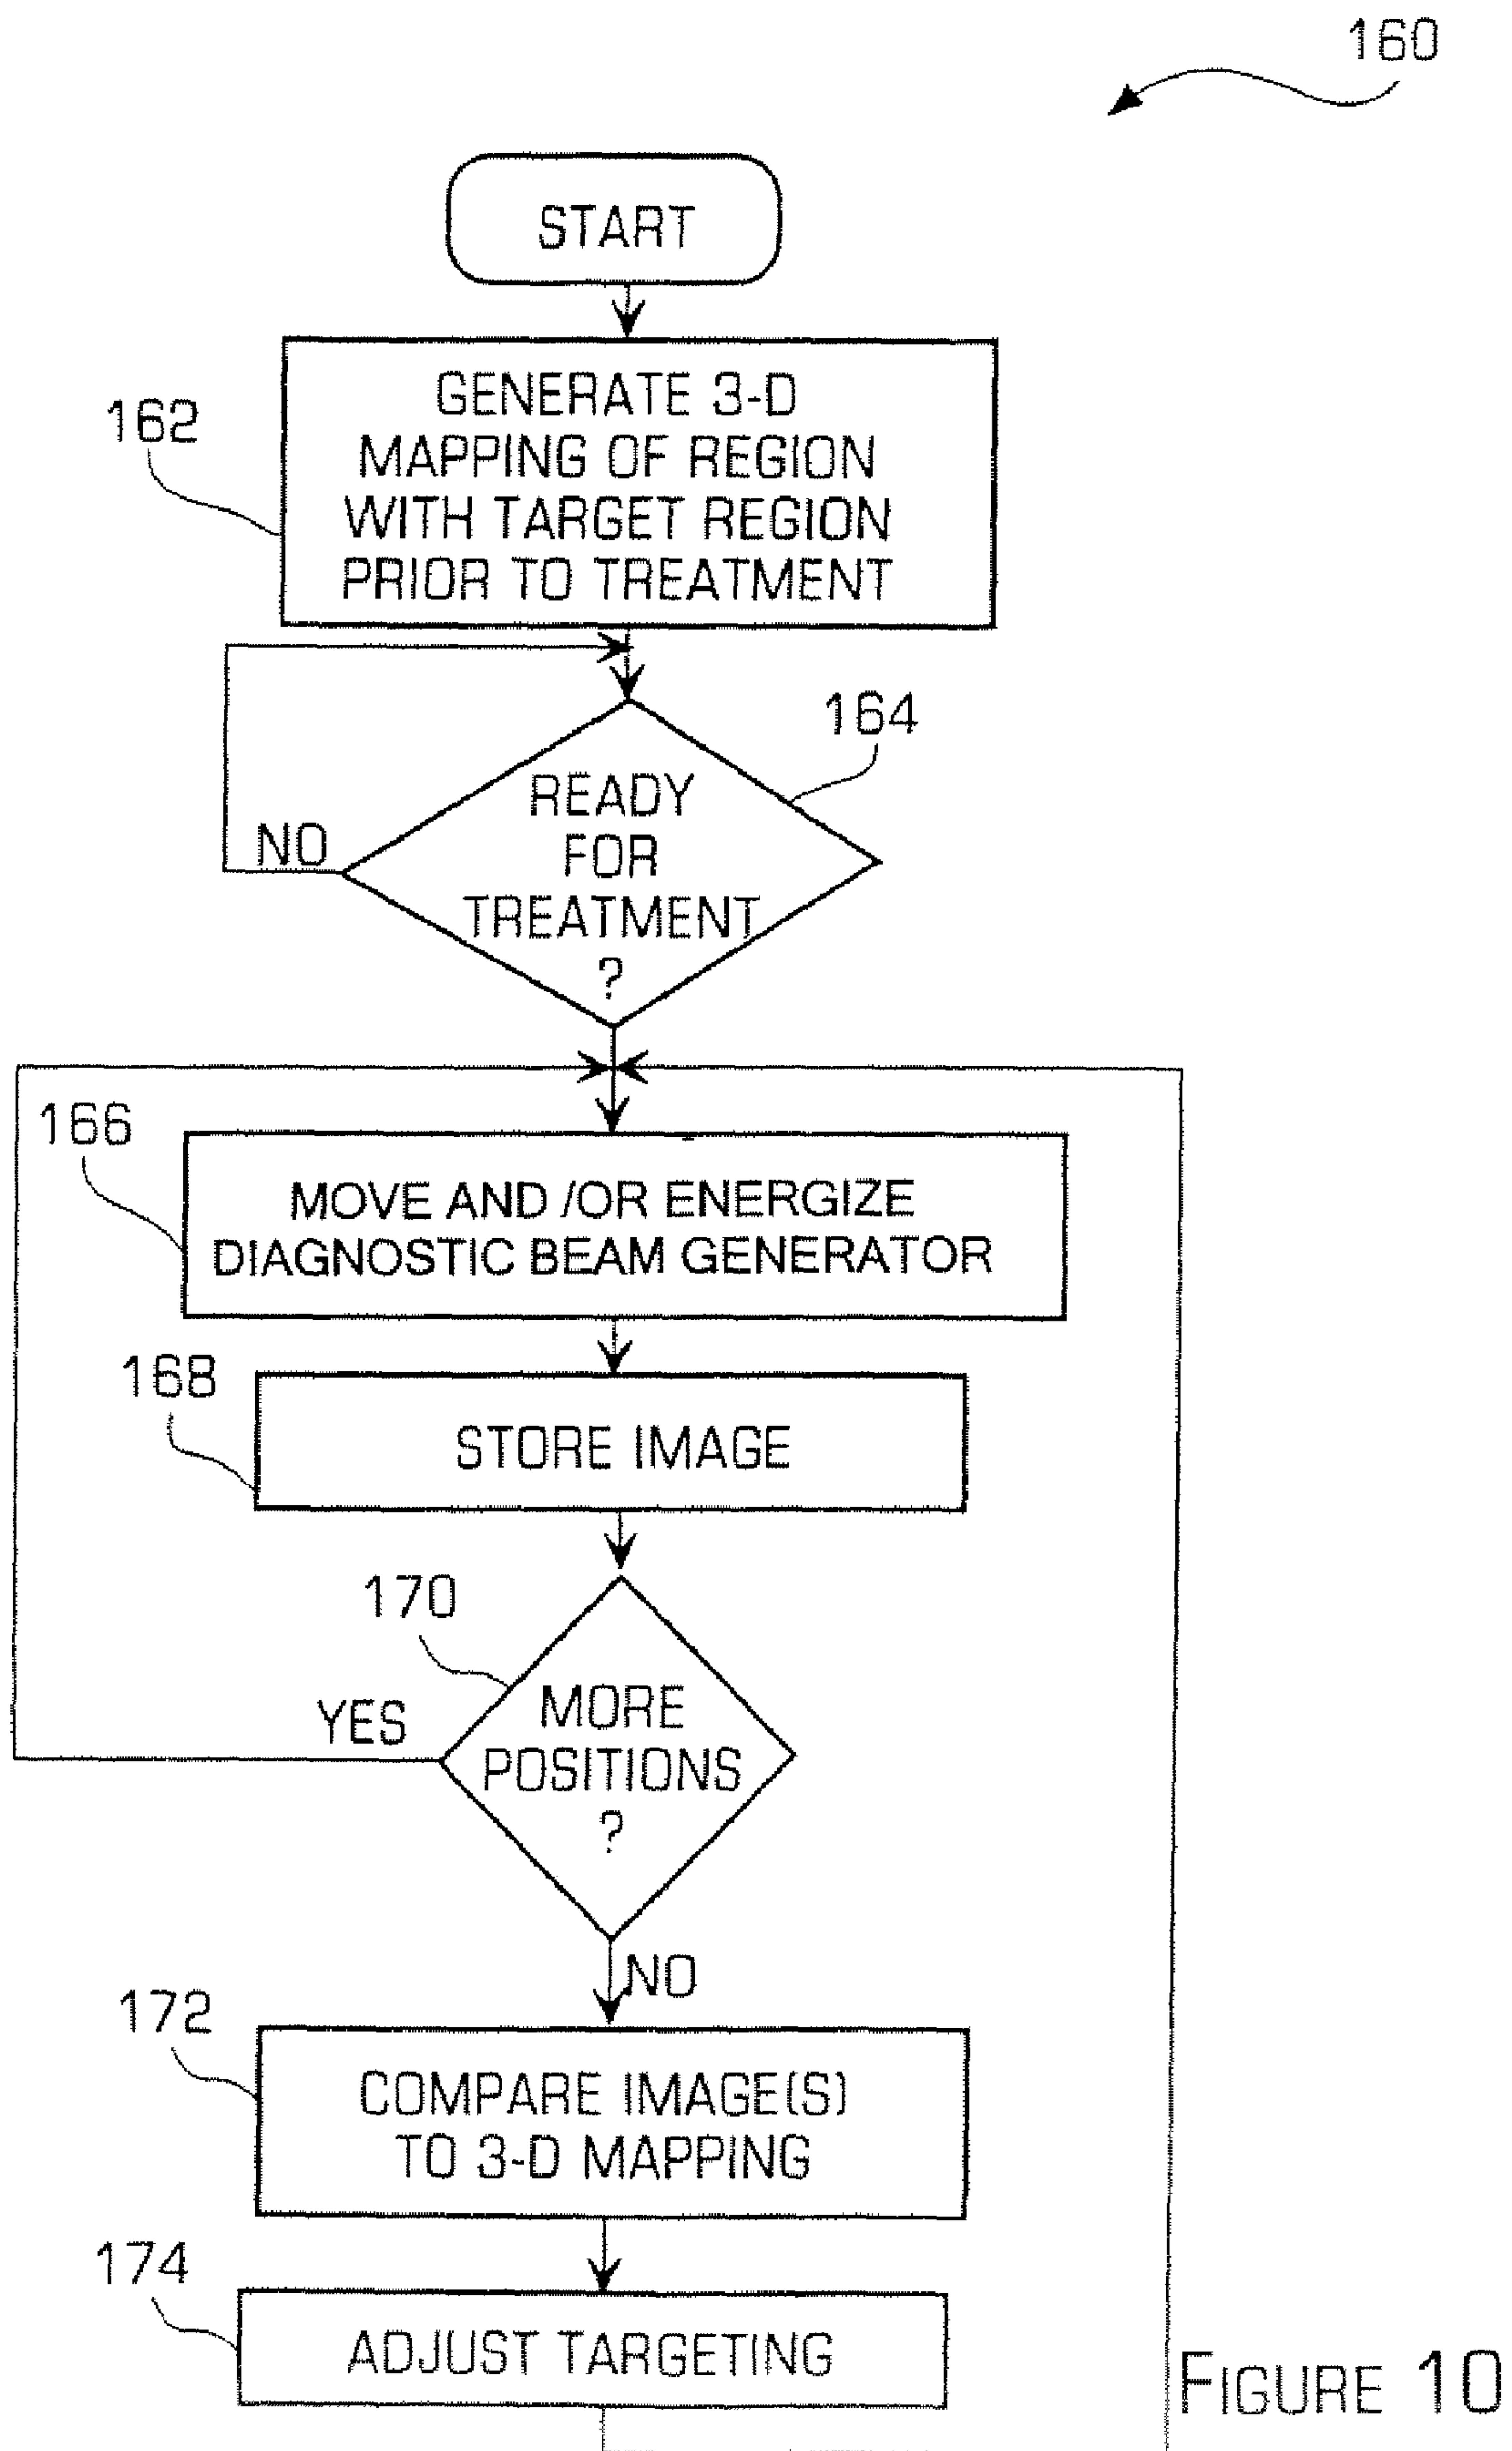 160
START
162
GENERATE 3-D
MAPPING OF REGION
WITH TARGET REGION
PRIOR TO TREATMENT
164
READY
FOR
TREATMENT
?
NO
166
MOVE AND /OR ENERGIZE
DIAGNOSTIC BEAM GENERATOR
168
STORE IMAGE
170
MORE
POSITIONS
?
YES
NO
172
COMPARE IMAGE(S)
TO 3-D MAPPING
174
ADJUST TARGETING
FIGURE 10